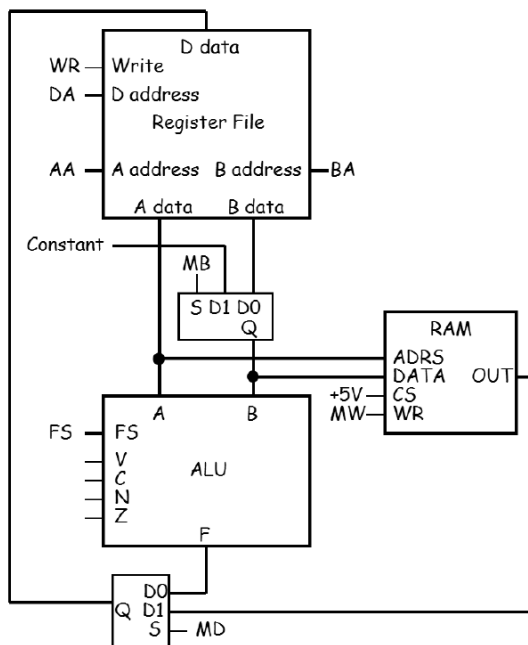 D data
WR Write
DA D address
Register File
AA A address B address BA
A data B data
Constant
MB
S D1 D0
Q
RAM
ADRS
DATA OUT
+5V CS
MW WR
A B
FS FS
V
ALU
C
N
Z
F
D0
Q D1
S MD